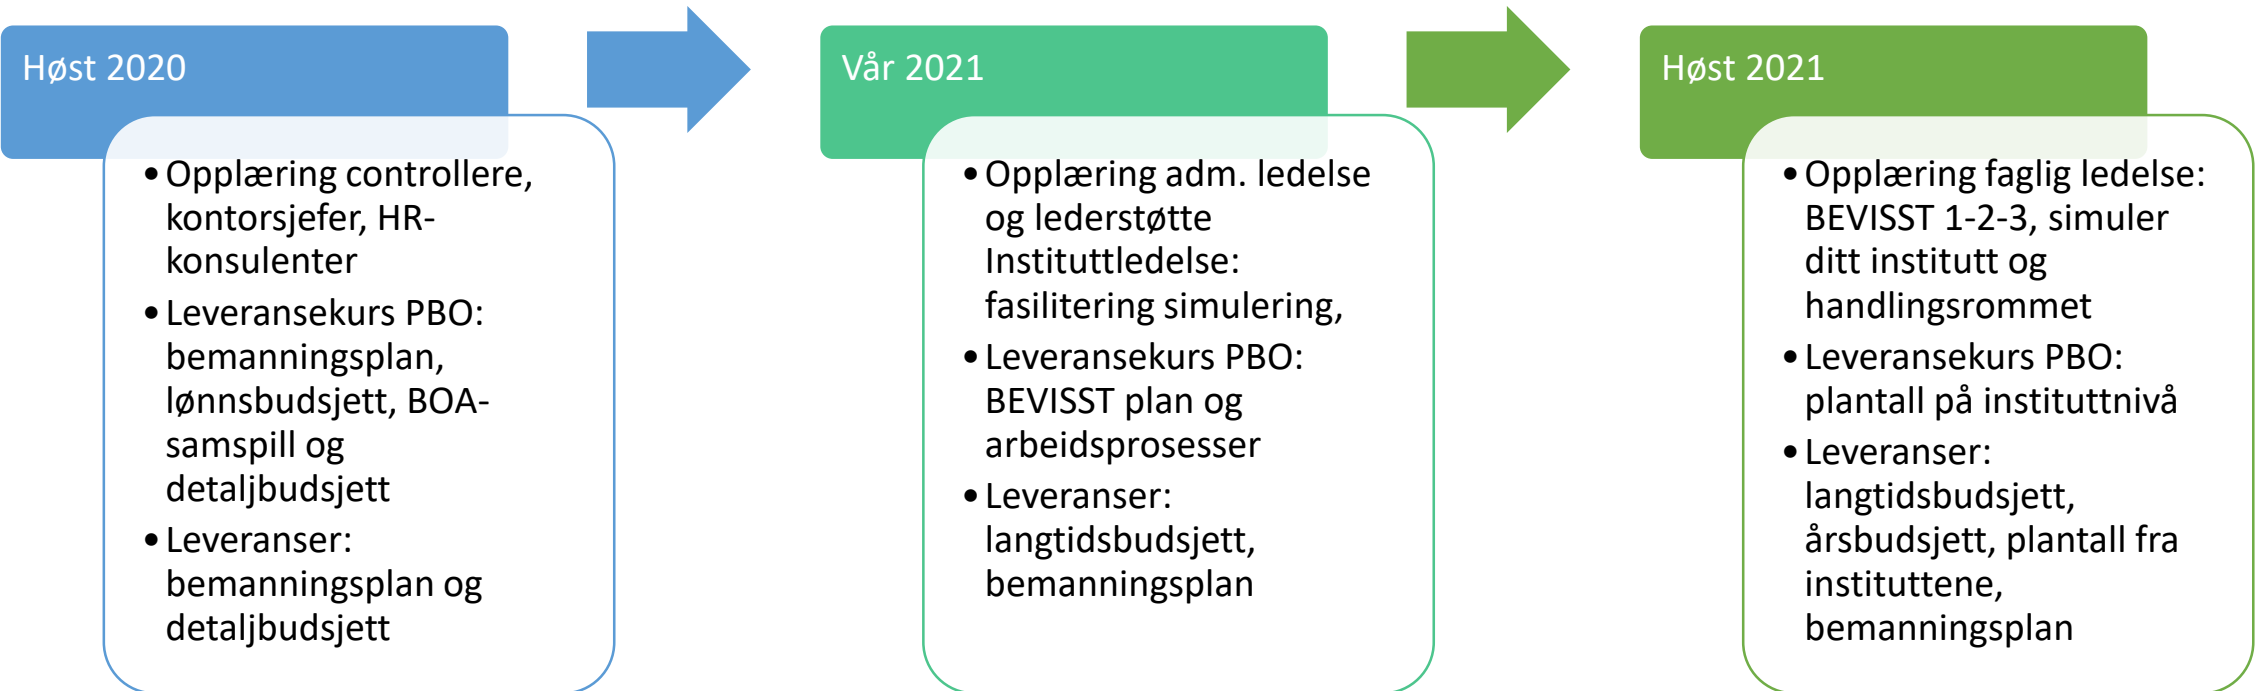 Høst 2020
•Opplæring controllere,
kontorsjefer, HR-
konsulenter
•Leveransekurs PBO:
bemanningsplan,
lønnsbudsjett, BOA-
samspill og
detaljbudsjett
•Leveranser:
bemanningsplan og
detaljbudsjett
Vår 2021
•Opplæring adm. ledelse
og lederstøtte
Instituttledelse:
fasilitering simulering,
•Leveransekurs PBO:
BEVISST plan og
arbeidsprosesser
•Leveranser:
langtidsbudsjett,
bemanningsplan
Høst 2021
•Opplæring faglig ledelse:
BEVISST 1-2-3, simuler
ditt institutt og
handlingsrommet
•Leveransekurs PBO:
plantall på instituttnivå
•Leveranser:
langtidsbudsjett,
årsbudsjett, plantall fra
instituttene,
bemanningsplan